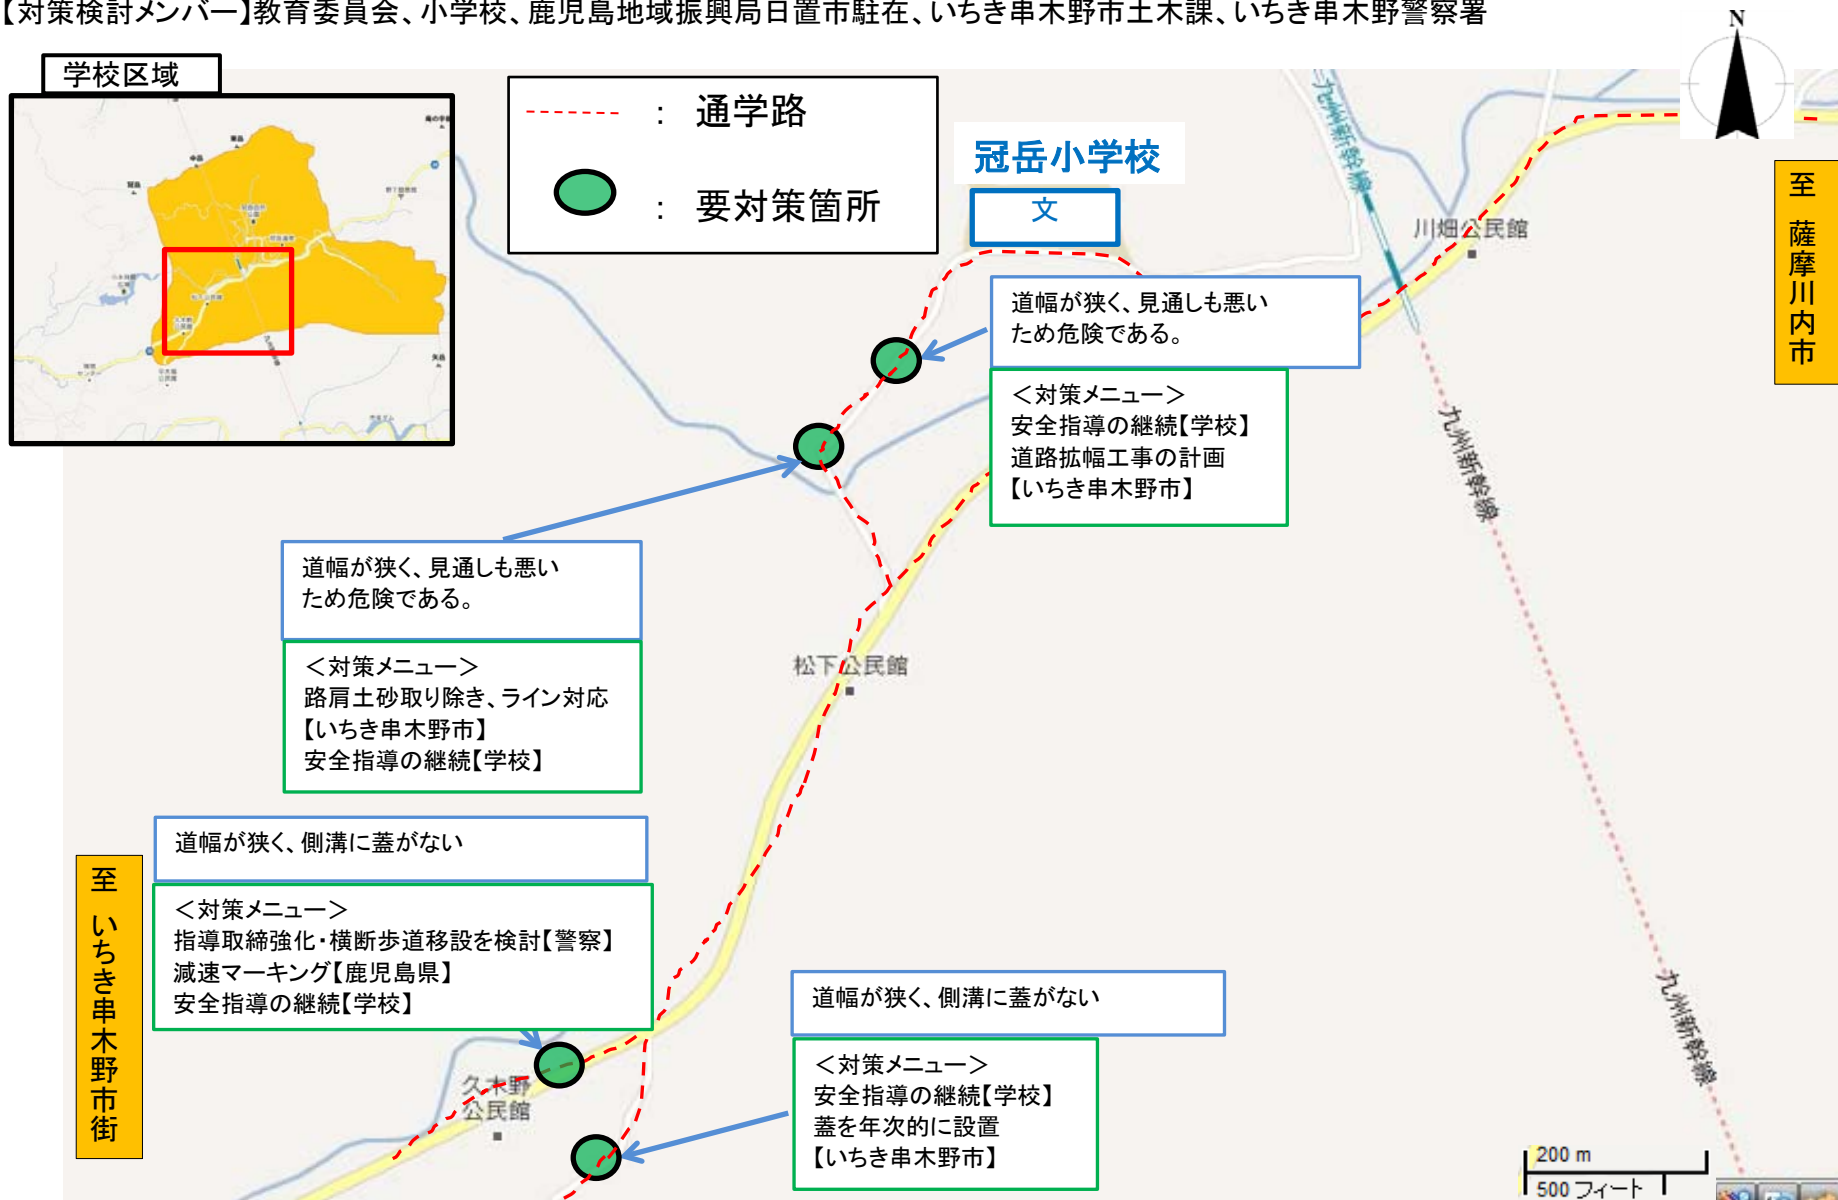 【対策検討メンバー】教育委員会、小学校、鹿児島地域振興局日置市駐在、いちき串木野市土木課、いちき串木野警察署
学校区域
： 通学路
： 要対策箇所
N
冠岳小学校
文
九州新幹線
川畑公民館
至 薩摩川内市
道幅が狭く、見通しも悪い
ため危険である。
＜対策メニュー＞
安全指導の継続【学校】
道路拡幅工事の計画
【いちき串木野市】
九州新幹線
道幅が狭く、見通しも悪い
ため危険である。
＜対策メニュー＞
路肩土砂取り除き、ライン対応
【いちき串木野市】
安全指導の継続【学校】
松下公民館
道幅が狭く、側溝に蓋がない
＜対策メニュー＞
指導取締強化・横断歩道移設を検討【警察】
減速マーキング【鹿児島県】
安全指導の継続【学校】
至 いちき串木野市街
道幅が狭く、側溝に蓋がない
＜対策メニュー＞
安全指導の継続【学校】
蓋を年次的に設置
【いちき串木野市】
九州新幹線
久木野
公民館
200 m
500 フィート